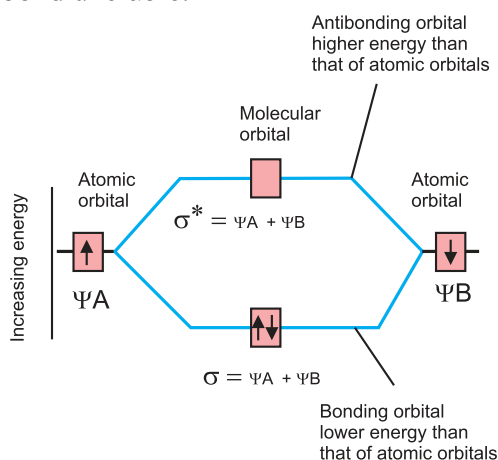 Antibonding orbital
higher energy than
that of atomic orbitals
Molecular
orbital
Atomic
orbital
Atomic
orbital
σ* = ψA + ψB
Increasing energy
ΨA
ΨB
σ = ψA + ψB
Bonding orbital
lower energy than
that of atomic orbitals